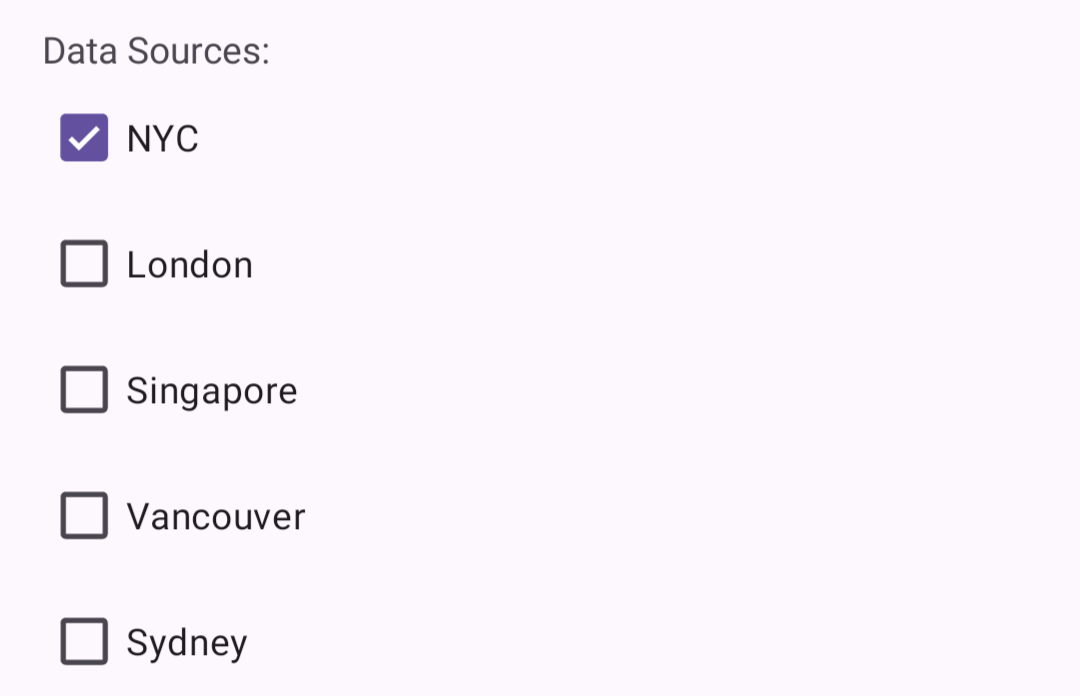 Data Sources:
NYC
London
Singapore
Vancouver
Sydney